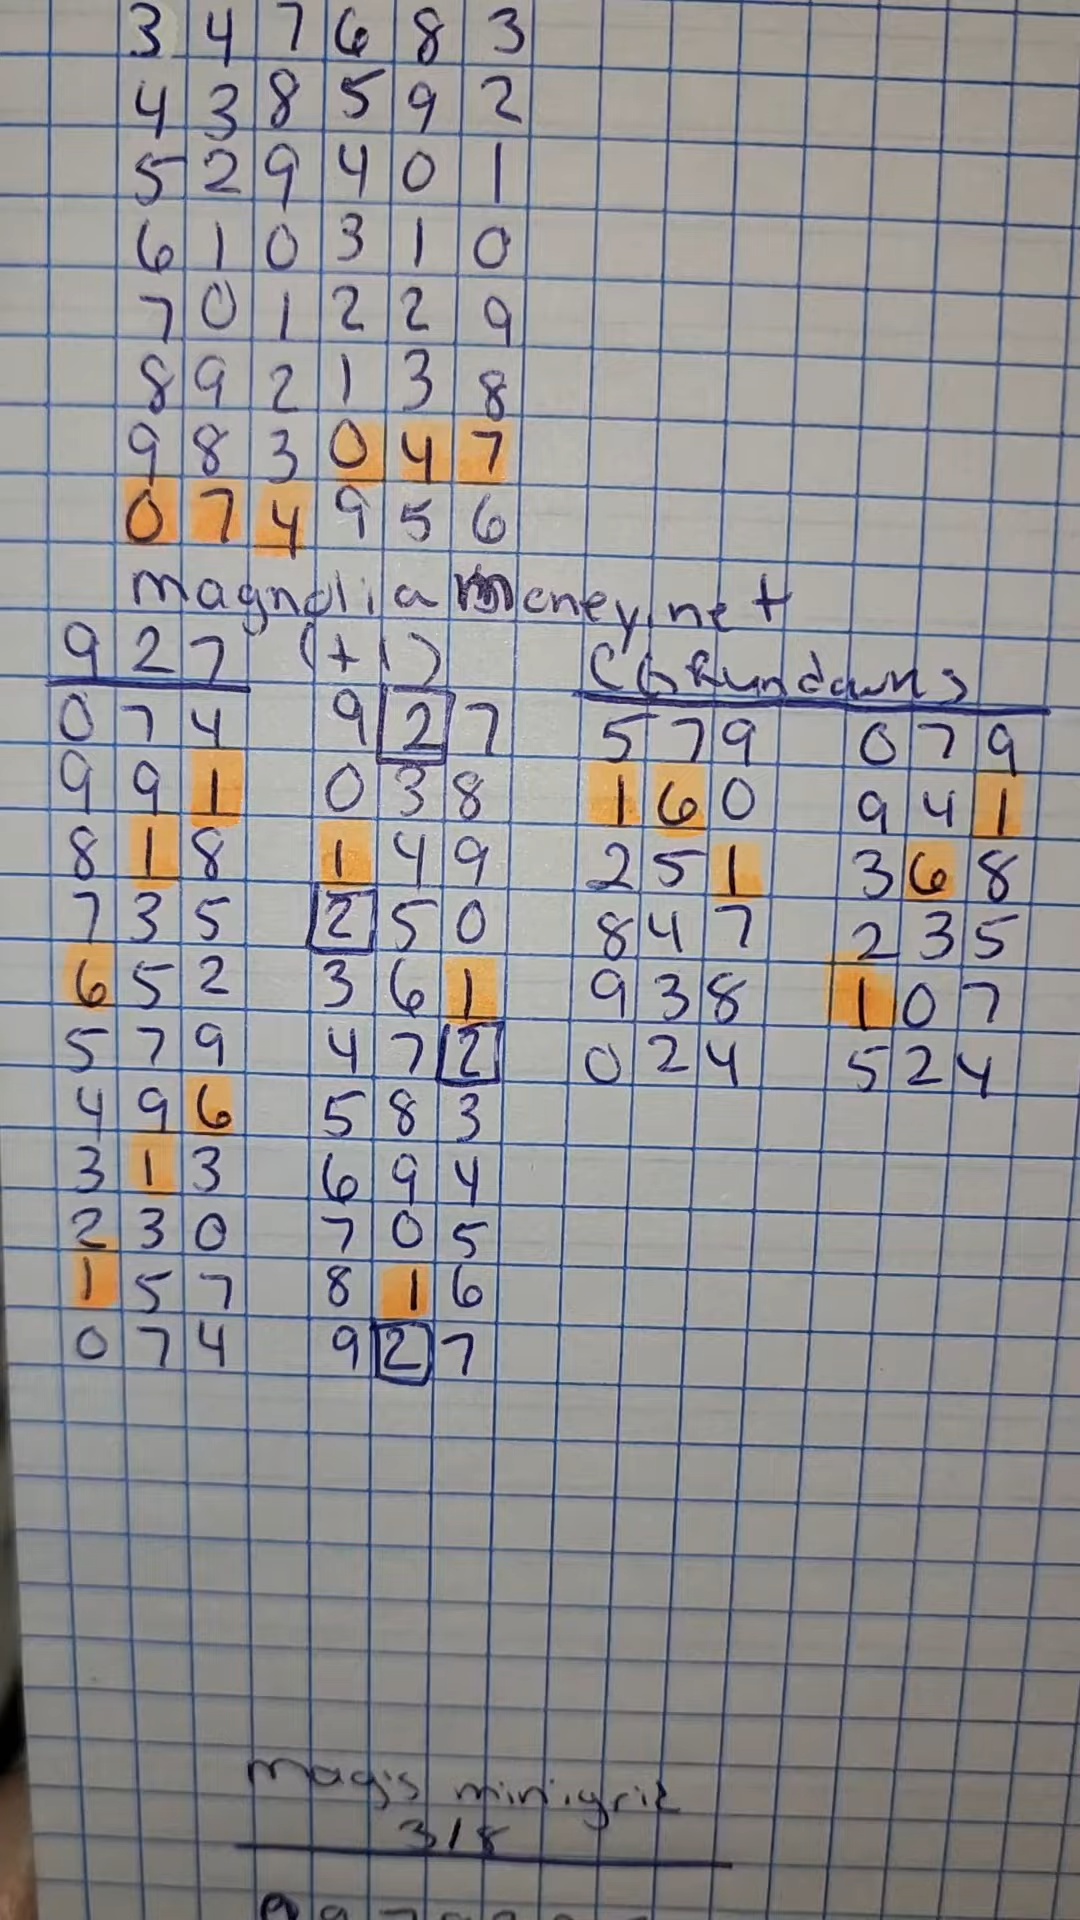 3 4 7 6 8 3
4 3 8 5 9 2
5 2 9 4 0 1
6 1 0 3 1 0
7 0 1 2 2 9
8 9 2 1 3 8
9 8 3 0 4 7
0 7 4 9 5 6
magnolia money.net
9 2 7 (+1)
0 7 4 9 2 7
9 9 1 0 3 8
8 1 8 1 4 9
7 3 5 2 5 0
6 5 2 3 6 1
5 7 9 4 7 2
4 9 6 5 8 3
3 1 3 6 9 4
2 3 0 7 0 5
1 5 7 8 1 6
0 7 4 9 2 7
Rundowns
5 7 9 0 7 9
1 6 0 9 4 1
2 5 1 3 6 8
8 4 7 2 3 5
9 3 8 1 0 7
0 2 4 5 2 4
mag's mini grid
3/8